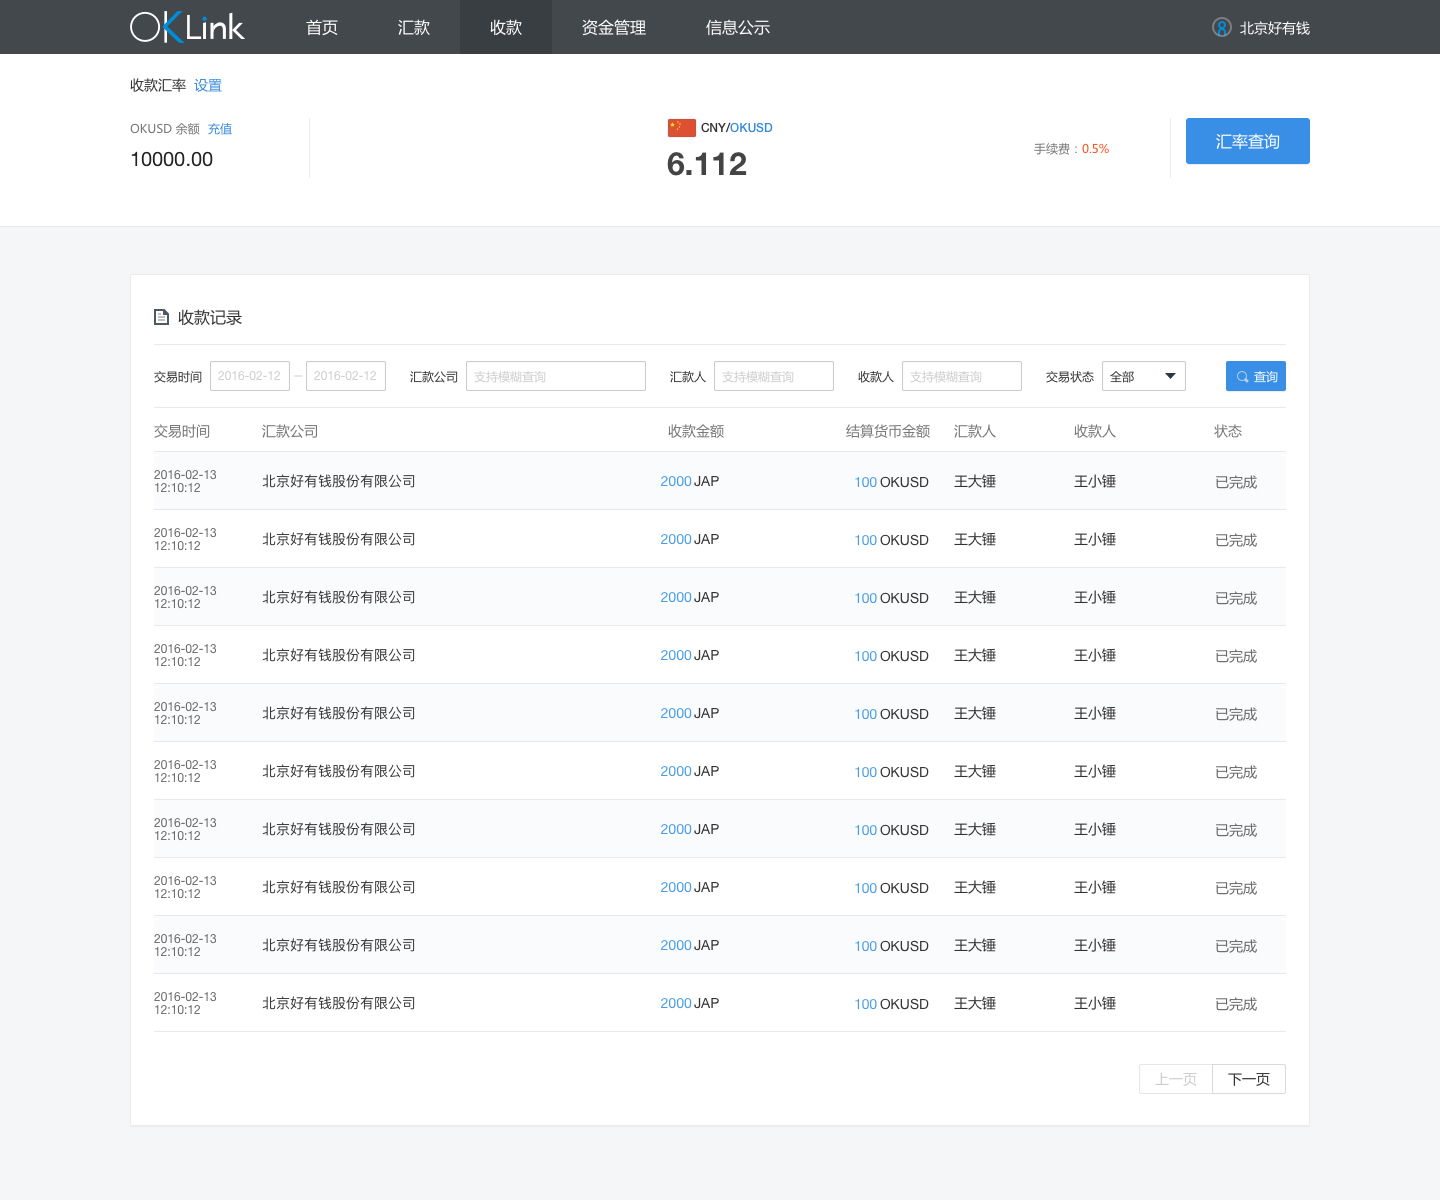 OKLink 首页 汇款 收款 资金管理 信息公示 北京好有钱
收款汇率 设置
OKUSD 余额 充值
10000.00
CNY/OKUSD
6.112
手续费：0.5%
汇率查询
收款记录
交易时间 2016-02-12 – 2016-02-12 汇款公司 支持模糊查询 汇款人 支持模糊查询 收款人 支持模糊查询 交易状态 全部 查询
交易时间 汇款公司 收款金额 结算货币金额 汇款人 收款人 状态
2016-02-13
12:10:12 北京好有钱股份有限公司 2000 JAP 100 OKUSD 王大锤 王小锤 已完成
2016-02-13
12:10:12 北京好有钱股份有限公司 2000 JAP 100 OKUSD 王大锤 王小锤 已完成
2016-02-13
12:10:12 北京好有钱股份有限公司 2000 JAP 100 OKUSD 王大锤 王小锤 已完成
2016-02-13
12:10:12 北京好有钱股份有限公司 2000 JAP 100 OKUSD 王大锤 王小锤 已完成
2016-02-13
12:10:12 北京好有钱股份有限公司 2000 JAP 100 OKUSD 王大锤 王小锤 已完成
2016-02-13
12:10:12 北京好有钱股份有限公司 2000 JAP 100 OKUSD 王大锤 王小锤 已完成
2016-02-13
12:10:12 北京好有钱股份有限公司 2000 JAP 100 OKUSD 王大锤 王小锤 已完成
2016-02-13
12:10:12 北京好有钱股份有限公司 2000 JAP 100 OKUSD 王大锤 王小锤 已完成
2016-02-13
12:10:12 北京好有钱股份有限公司 2000 JAP 100 OKUSD 王大锤 王小锤 已完成
2016-02-13
12:10:12 北京好有钱股份有限公司 2000 JAP 100 OKUSD 王大锤 王小锤 已完成
上一页 下一页